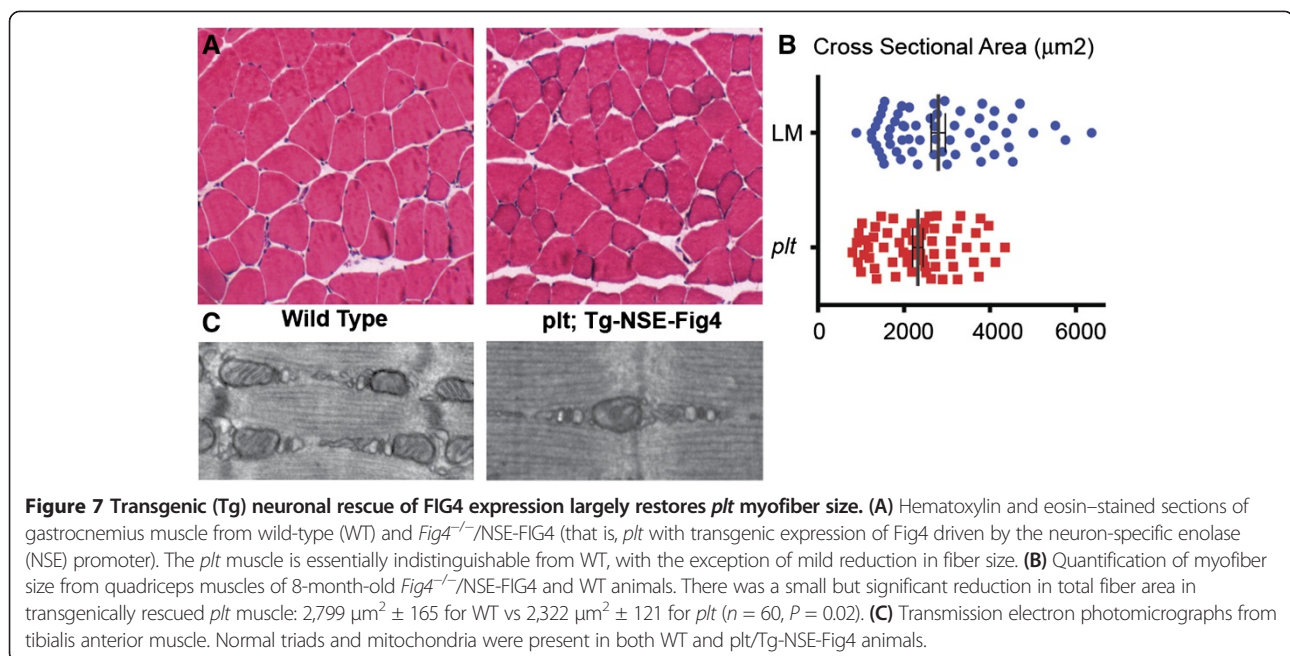 A
B Cross Sectional Area (μm2)
LM
plt
0 2000 4000 6000
C Wild Type plt; Tg-NSE-Fig4
Figure 7 Transgenic (Tg) neuronal rescue of FIG4 expression largely restores plt myofiber size. (A) Hematoxylin and eosin–stained sections of
gastrocnemius muscle from wild-type (WT) and Fig4−/−/NSE-FIG4 (that is, plt with transgenic expression of Fig4 driven by the neuron-specific enolase
(NSE) promoter). The plt muscle is essentially indistinguishable from WT, with the exception of mild reduction in fiber size. (B) Quantification of myofiber
size from quadriceps muscles of 8-month-old Fig4−/−/NSE-FIG4 and WT animals. There was a small but significant reduction in total fiber area in
transgenically rescued plt muscle: 2,799 μm2 ± 165 for WT vs 2,322 μm2 ± 121 for plt (n = 60, P = 0.02). (C) Transmission electron photomicrographs from
tibialis anterior muscle. Normal triads and mitochondria were present in both WT and plt/Tg-NSE-Fig4 animals.